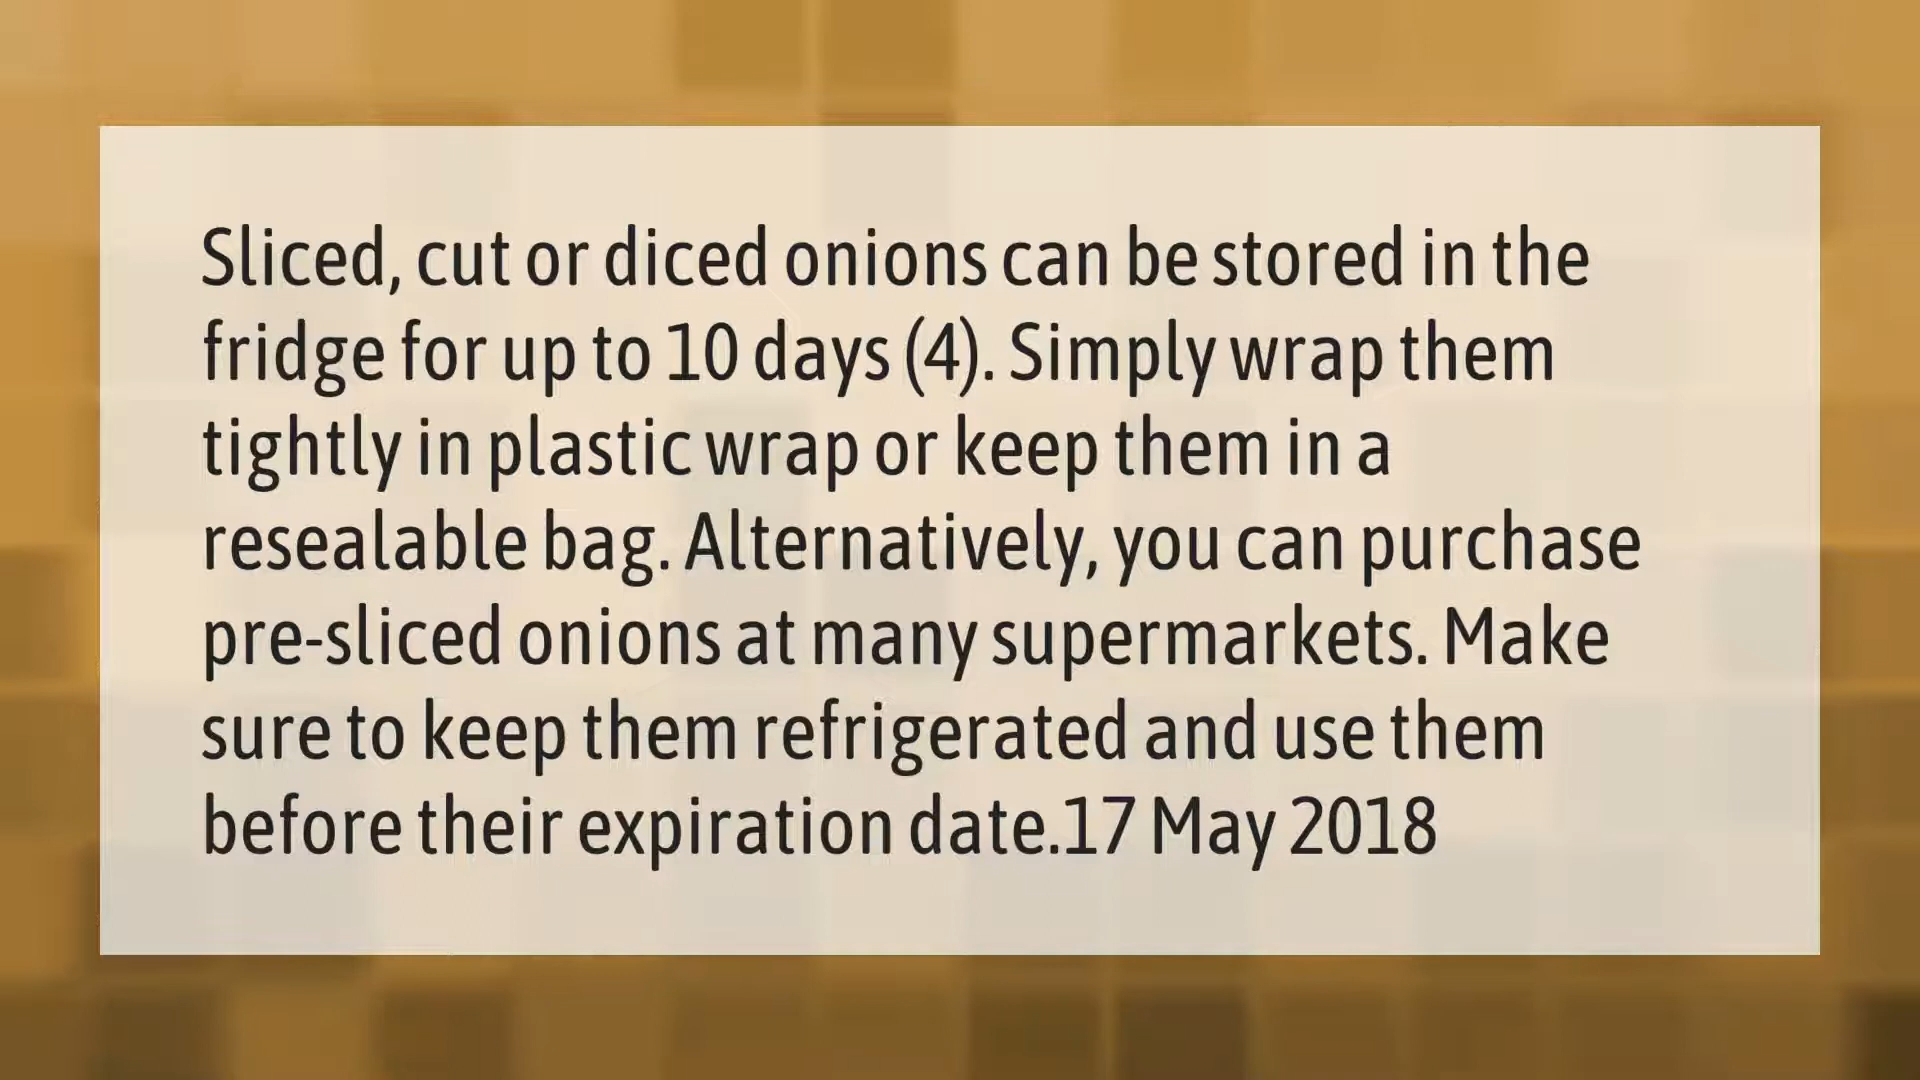 Sliced, cut or diced onions can be stored in the
fridge for up to 10 days (4). Simply wrap them
tightly in plastic wrap or keep them in a
resealable bag. Alternatively, you can purchase
pre-sliced onions at many supermarkets. Make
sure to keep them refrigerated and use them
before their expiration date.17 May 2018